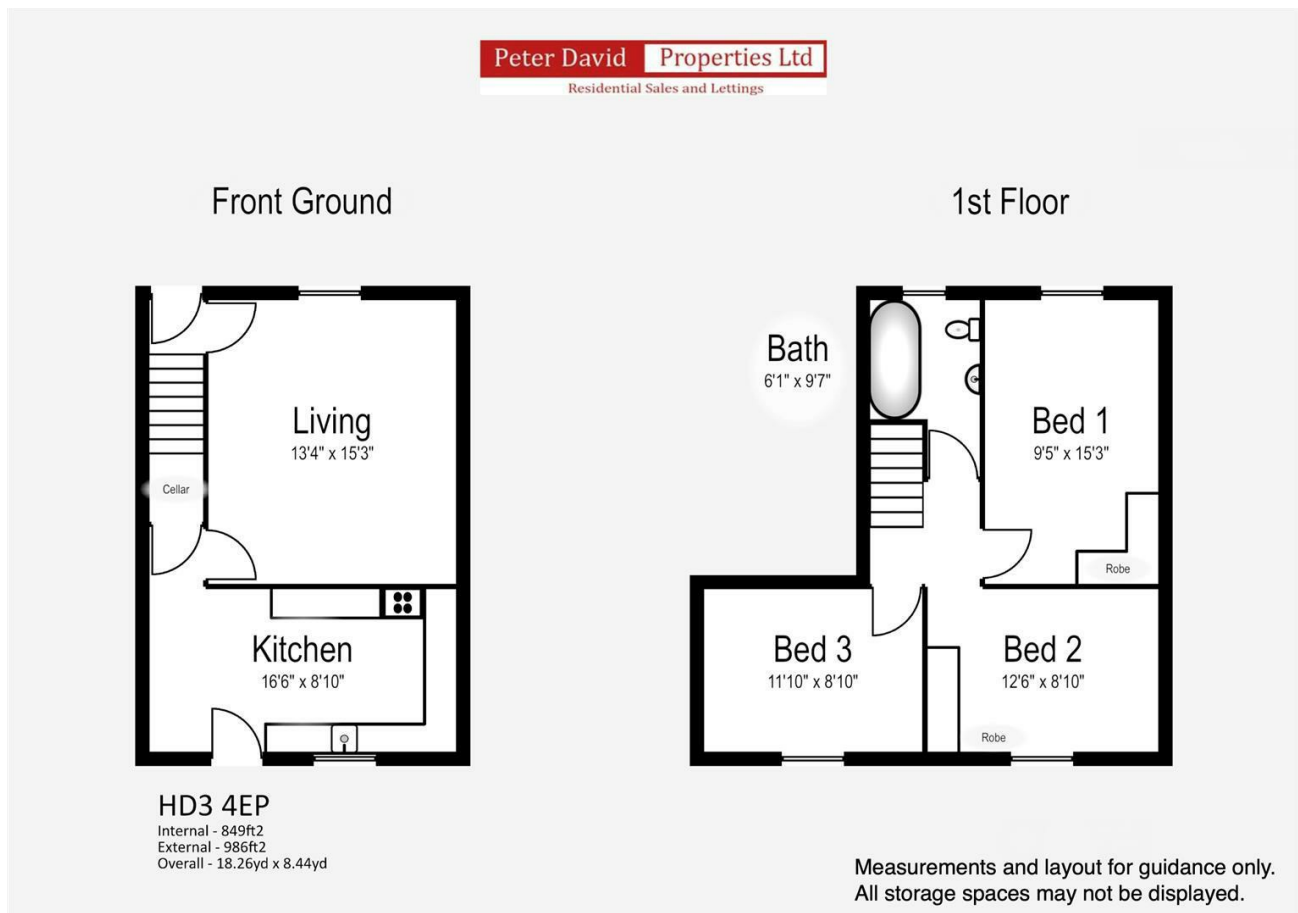 Peter David Properties Ltd
Residential Sales and Lettings
Front Ground
1st Floor
Living
13'4" x 15'3"
Cellar
Kitchen
16'6" x 8'10"
Bath
6'1" x 9'7"
Bed 1
9'5" x 15'3"
Robe
Bed 3
11'10" x 8'10"
Bed 2
12'6" x 8'10"
Robe
HD3 4EP
Internal - 849ft2
External - 986ft2
Overall - 18.26yd x 8.44yd
Measurements and layout for guidance only.
All storage spaces may not be displayed.